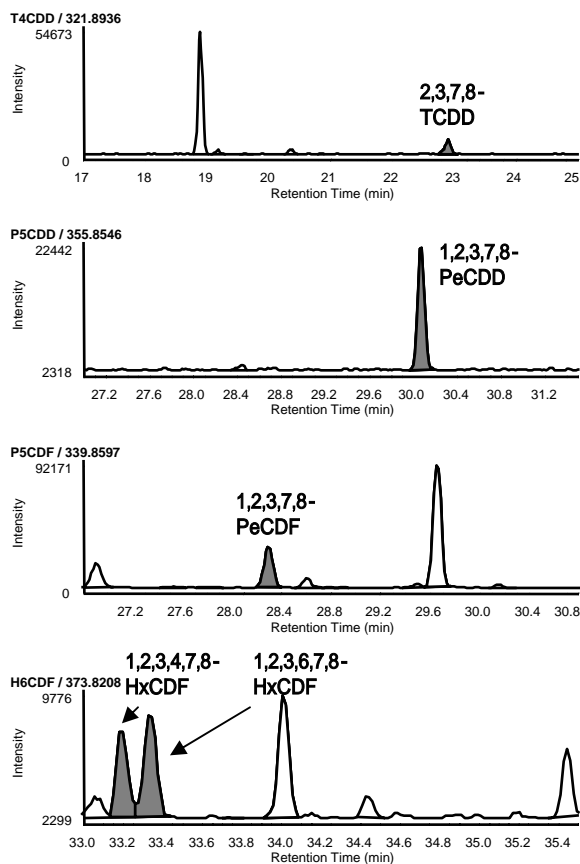 T4CDD / 321.8936
54673
Intensity
2,3,7,8-
TCDD
0
17 18 19 20 21 22 23 24 25
Retention Time (min)
P5CDD / 355.8546
22442
Intensity
1,2,3,7,8-
PeCDD
2318
27.2 27.6 28.0 28.4 28.8 29.2 29.6 30.0 30.4 30.8 31.2
Retention Time (min)
P5CDF / 339.8597
92171
Intensity
1,2,3,7,8-
PeCDF
0
27.2 27.6 28.0 28.4 28.8 29.2 29.6 30.0 30.4 30.8
Retention Time (min)
1,2,3,4,7,8- 1,2,3,6,7,8-
HxCDF HxCDF
H6CDF / 373.8208
9776
Intensity
2299
33.0 33.2 33.4 33.6 33.8 34.0 34.2 34.4 34.6 34.8 35.0 35.2 35.4
Retention Time (min)